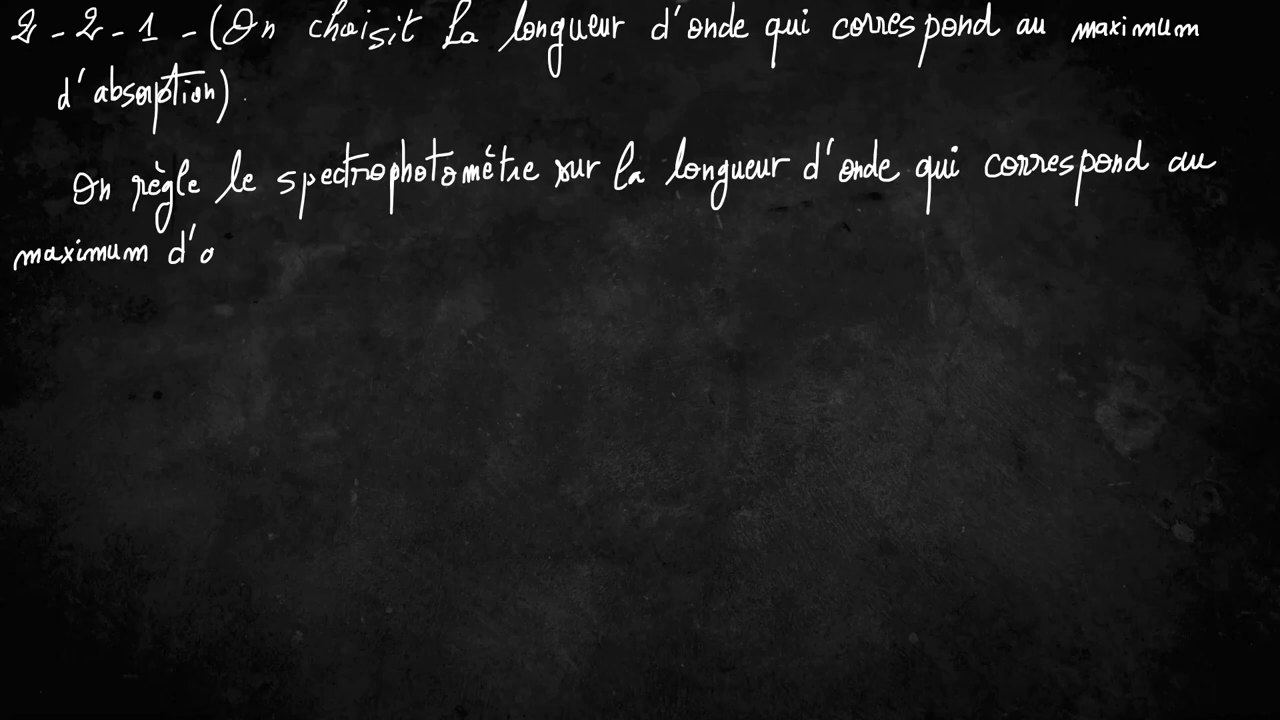 2-2-1-(On choisit la longueur d'onde qui correspond au maximum
d'absorption).
On règle le spectrophotomètre sur la longueur d'onde qui correspond au
maximum d'a